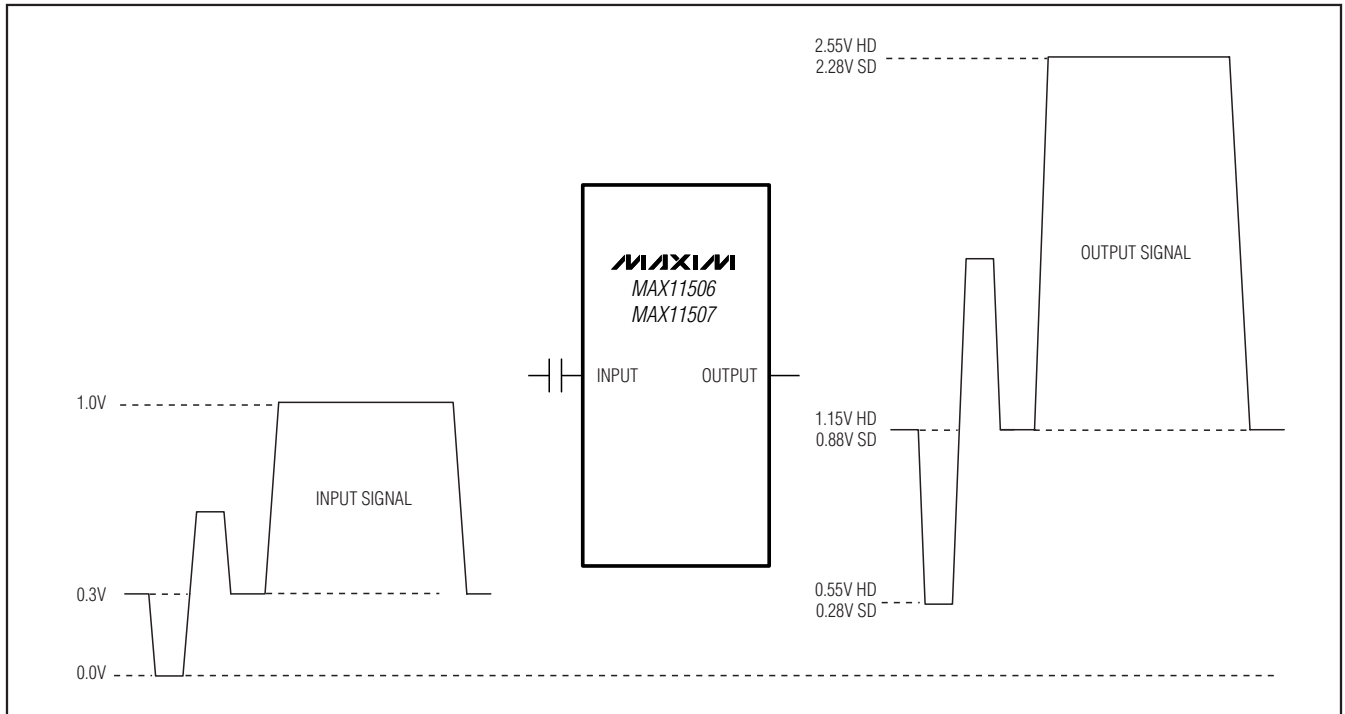 2.55V HD
2.28V SD
MAXIM
MAX11506
MAX11507
OUTPUT SIGNAL
INPUT
OUTPUT
1.0V
1.15V HD
0.88V SD
INPUT SIGNAL
0.3V
0.55V HD
0.28V SD
0.0V